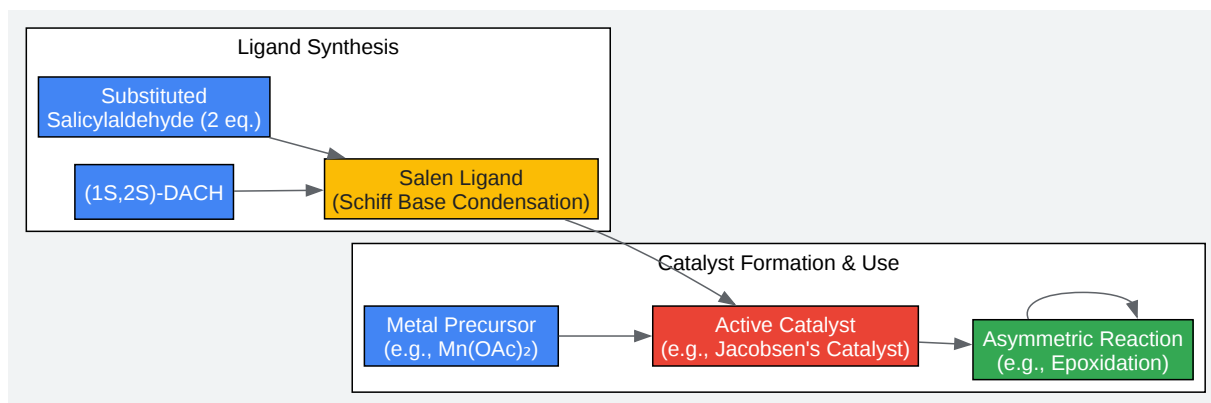 Ligand Synthesis
Substituted
Salicylaldehyde (2 eq.)
(1S,2S)-DACH
Salen Ligand
(Schiff Base Condensation)
Catalyst Formation & Use
Metal Precursor
(e.g., Mn(OAc)₂)
Active Catalyst
(e.g., Jacobsen's Catalyst)
Asymmetric Reaction
(e.g., Epoxidation)